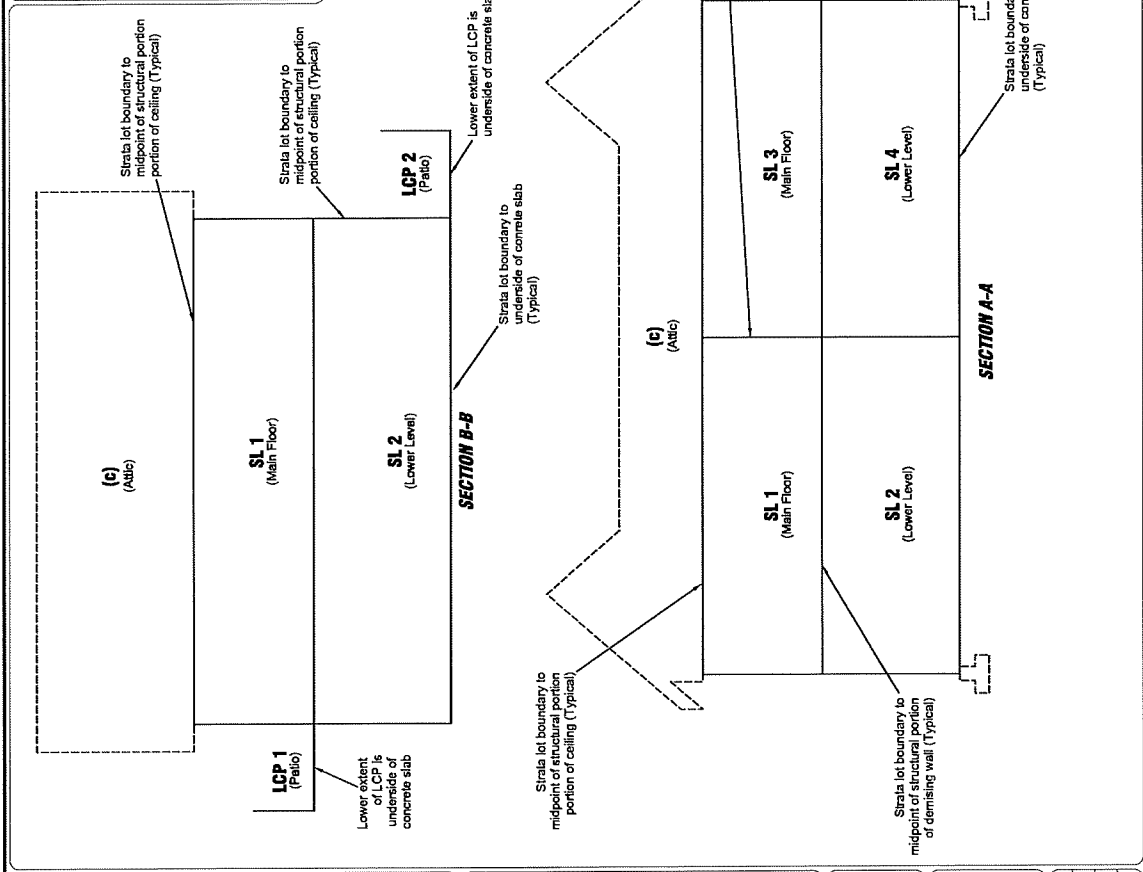 Strata lot boundary to
midpoint of structural portion
portion of ceiling (Typical)
(c)
(Attic)
Strata lot boundary to
midpoint of structural portion
portion of ceiling (Typical)
LCP 1
(Patio)
SL 1
(Main Floor)
LCP 2
(Patio)
Lower extent
of LCP is
underside of
concrete slab
SL 2
(Lower Level)
Lower extent of LCP is
underside of concrete
Strata lot boundary to
underside of conrete slab
(Typical)
SECTION B-B
(c)
(Attic)
Strata lot boundary to
midpoint of structural portion
portion of ceiling (Typical)
SL 1
(Main Floor)
SL 3
(Main Floor)
SL 2
(Lower Level)
SL 4
(Lower Level)
Strata lot boundary to
midpoint of structural portion
of demising wall (Typical)
Strata lot
underside of
(Typical)
SECTION A-A